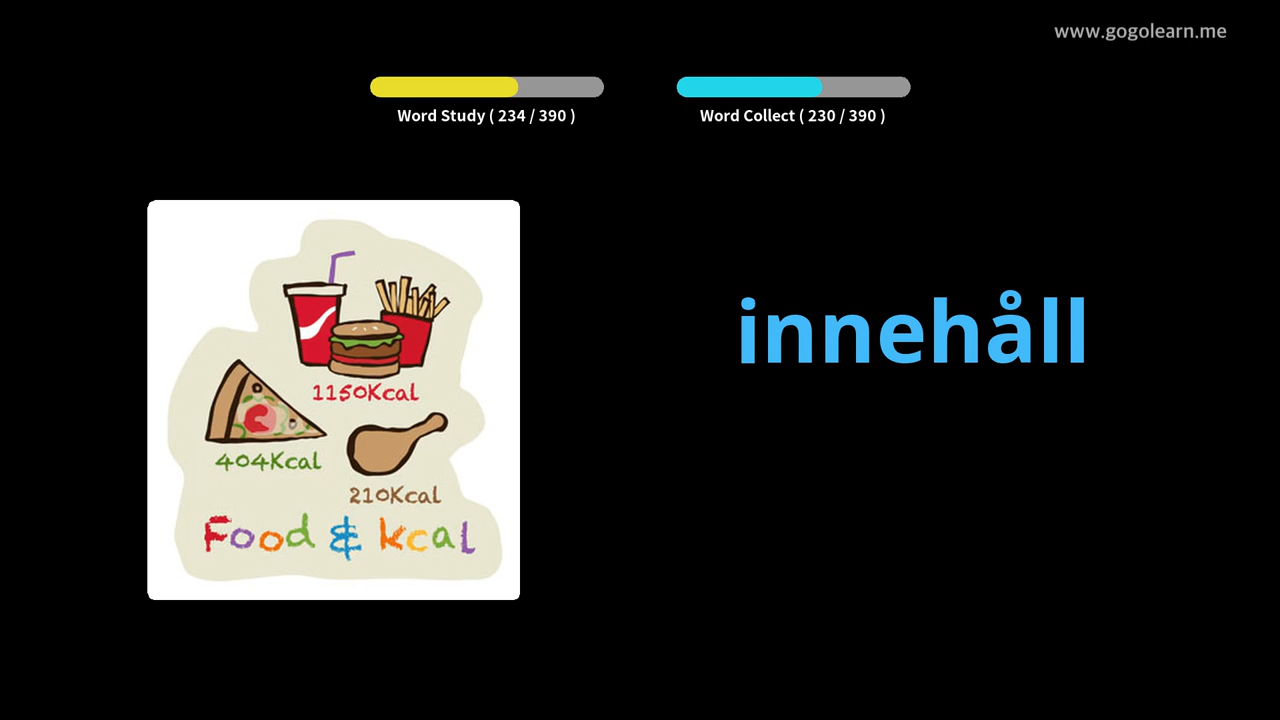 www.gogolearn.me
Word Study ( 234 / 390 )
Word Collect ( 230 / 390 )
1150Kcal
404Kcal
210Kcal
Food & kcal
innehåll